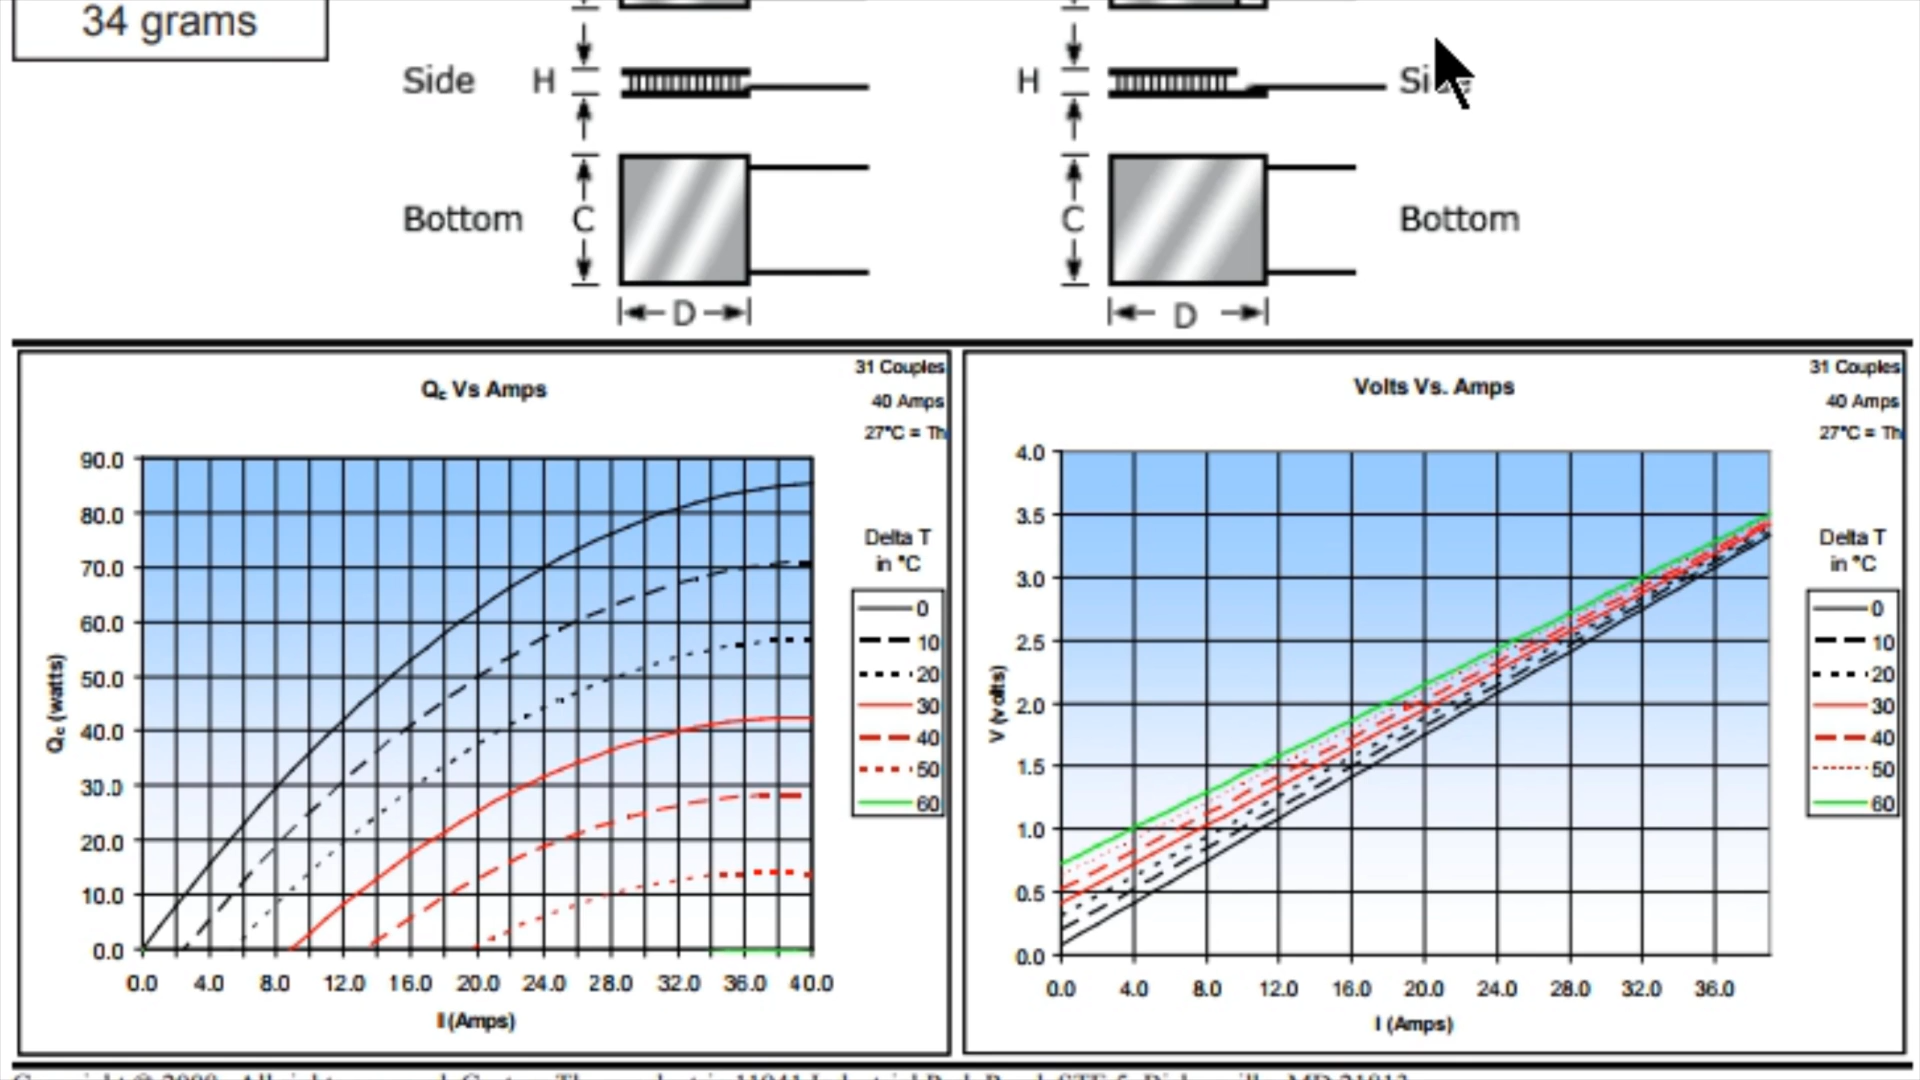 34 grams
Side H H Side
Bottom C C Bottom
D D
Qc Vs Amps
31 Couples
40 Amps
27°C = Th
90.0
80.0
70.0
60.0
50.0
40.0
30.0
20.0
10.0
0.0
Qc (watts)
0.0 4.0 8.0 12.0 16.0 20.0 24.0 28.0 32.0 36.0 40.0
I (Amps)
Delta T
in °C
0
10
20
30
40
50
60
Volts Vs. Amps
31 Couples
40 Amps
27°C = Th
4.0
3.5
3.0
2.5
2.0
1.5
1.0
0.5
0.0
V (volts)
0.0 4.0 8.0 12.0 16.0 20.0 24.0 28.0 32.0 36.0
I (Amps)
Delta T
in °C
0
10
20
30
40
50
60